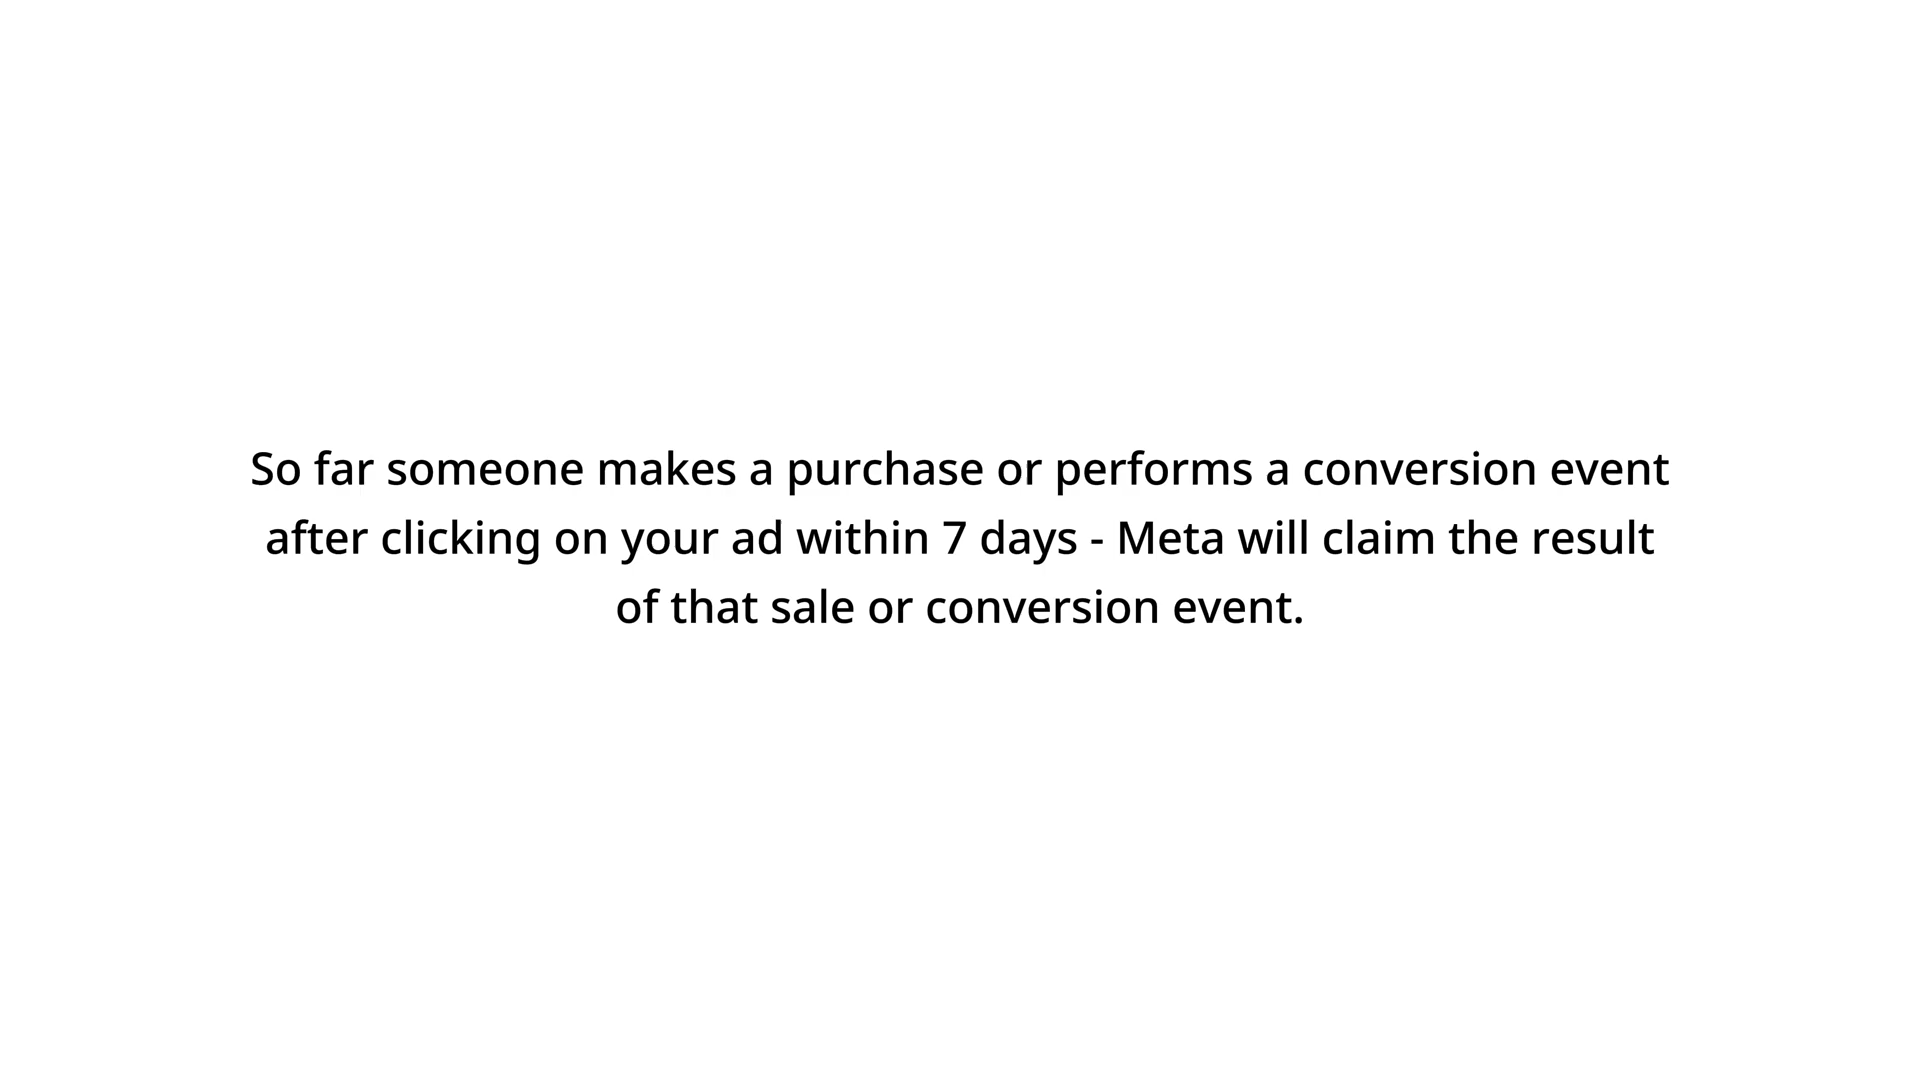 So far someone makes a purchase or performs a conversion event
after clicking on your ad within 7 days - Meta will claim the result
of that sale or conversion event.